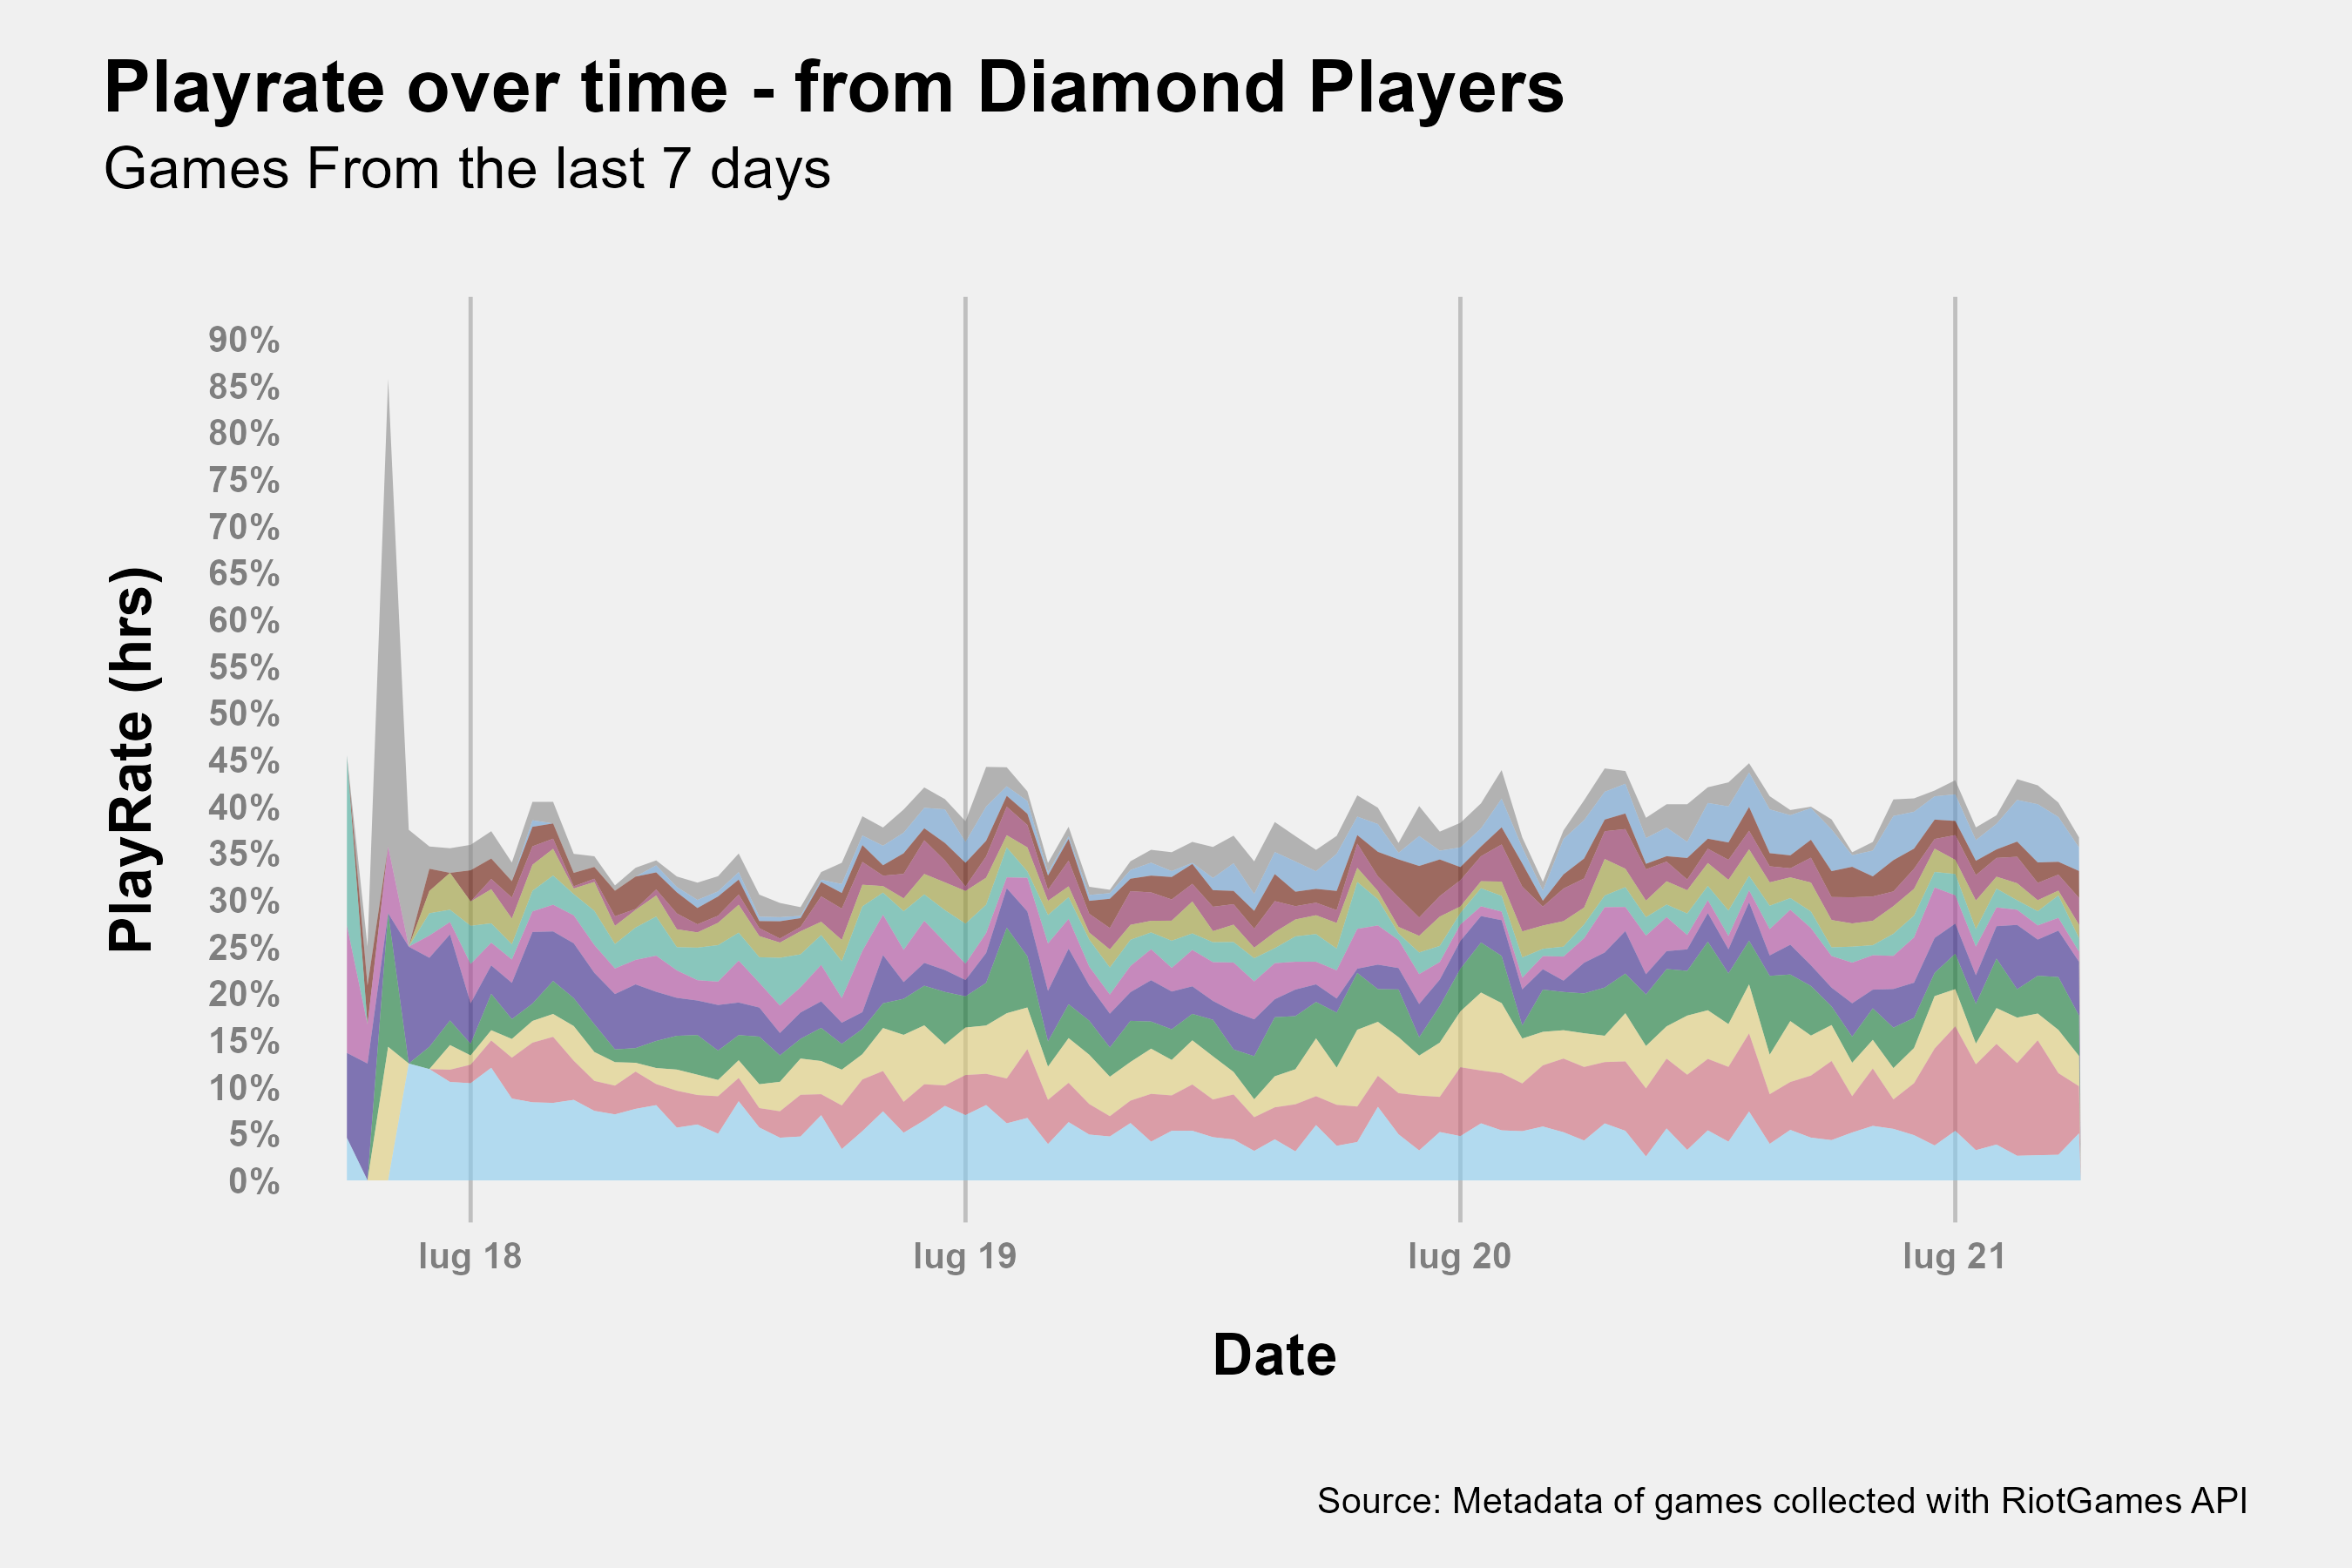 Playrate over time - from Diamond Players
Games From the last 7 days
PlayRate (hrs)
90%
85%
80%
75%
70%
65%
60%
55%
50%
45%
40%
35%
30%
25%
20%
15%
10%
5%
0%
lug 18
lug 19
lug 20
lug 21
Date
Source: Metadata of games collected with RiotGames API